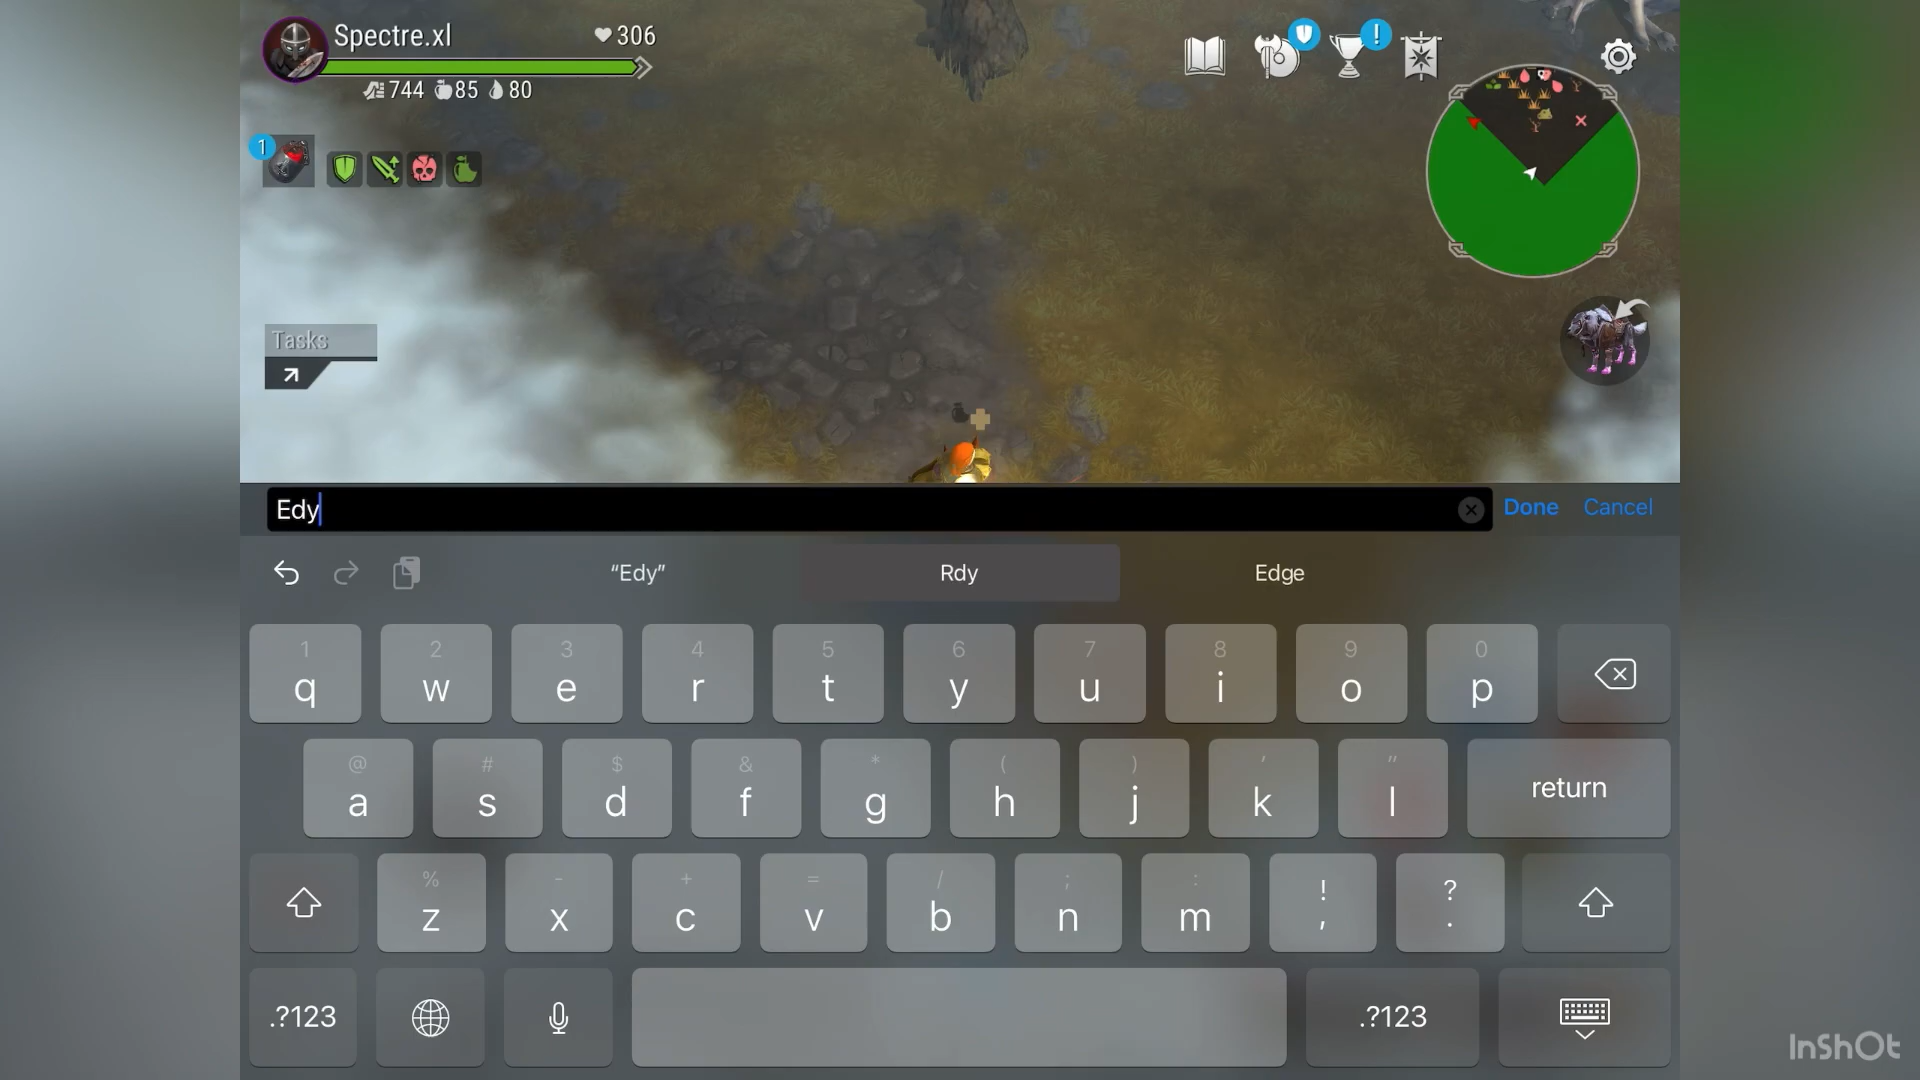 Spectre.xl
306
744 85 80
!
1
Tasks
Edy
Done Cancel
“Edy” Rdy Edge
1 2 3 4 5 6 7 8 9 0
q w e r t y u i o p
@ # $ & * ( ) ' "
a s d f g h j k l return
% - + = / ; : ! ?
z x c v b n m , .
.?123 .?123
InShOt